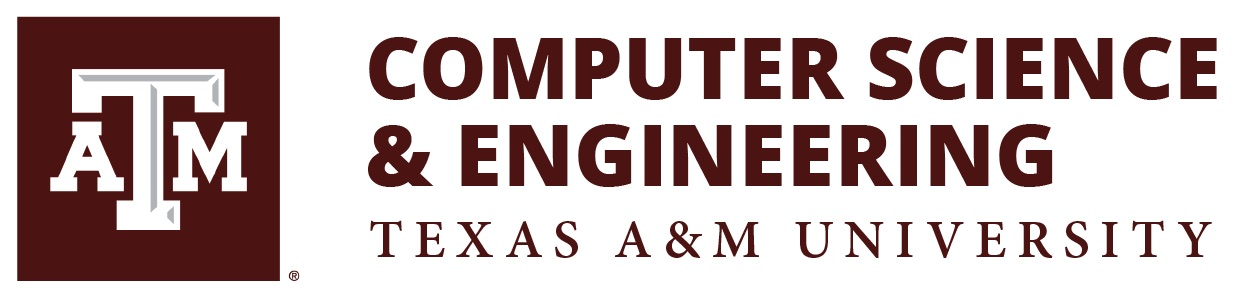 ATM
®
COMPUTER SCIENCE
& ENGINEERING
TEXAS A&M UNIVERSITY